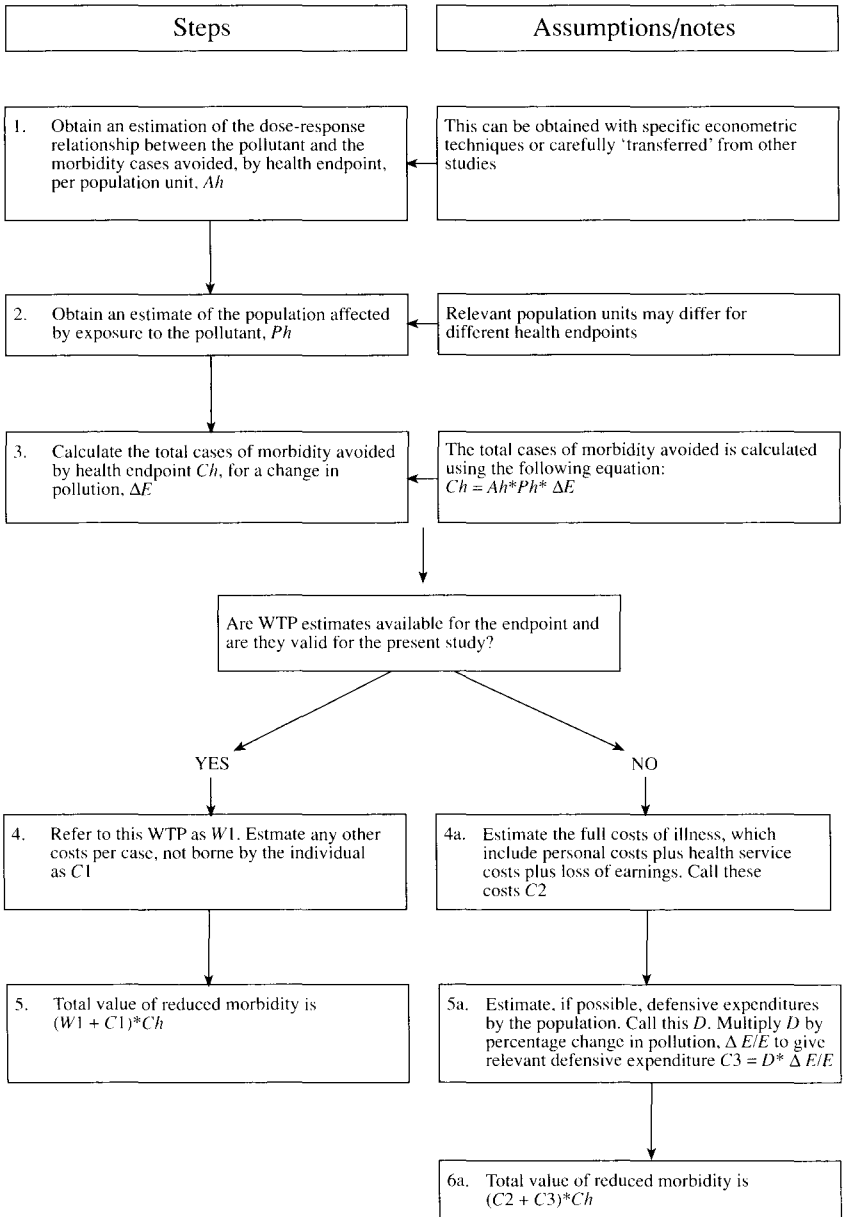 Steps
Assumptions/notes
1. Obtain an estimation of the dose-response
relationship between the pollutant and the
morbidity cases avoided, by health endpoint,
per population unit, Ah
This can be obtained with specific econometric
techniques or carefully ‘transferred’ from other
studies
2. Obtain an estimate of the population affected
by exposure to the pollutant, Ph
Relevant population units may differ for
different health endpoints
3. Calculate the total cases of morbidity avoided
by health endpoint Ch, for a change in
pollution, ΔE
The total cases of morbidity avoided is calculated
using the following equation:
Ch = Ah*Ph* ΔE
Are WTP estimates available for the endpoint and
are they valid for the present study?
YES
NO
4. Refer to this WTP as W1. Estmate any other
costs per case, not borne by the individual
as C1
4a. Estimate the full costs of illness, which
include personal costs plus health service
costs plus loss of earnings. Call these
costs C2
5. Total value of reduced morbidity is
(W1 + C1)*Ch
5a. Estimate, if possible, defensive expenditures
by the population. Call this D. Multiply D by
percentage change in pollution, Δ E/E to give
relevant defensive expenditure C3 = D* Δ E/E
6a. Total value of reduced morbidity is
(C2 + C3)*Ch